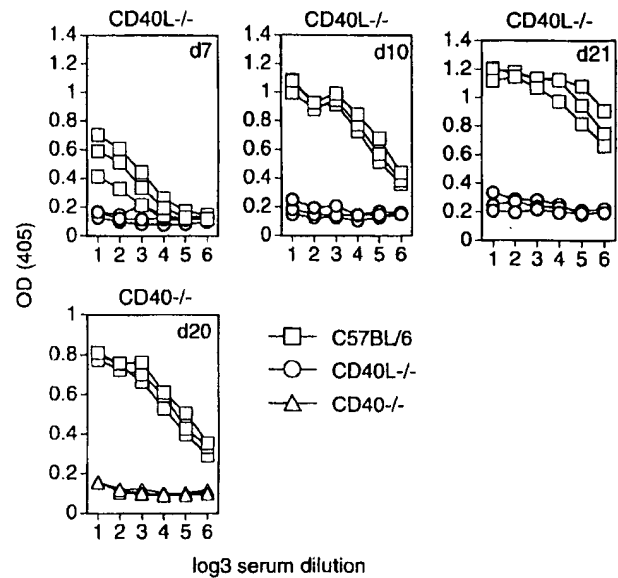 CD40L-/- CD40L-/- CD40L-/-
1.4 1.4 1.4
d7 d10 d21
1.2 1.2 1.2
1 1 1
0.8 0.8 0.8
0.6 0.6 0.6
0.4 0.4 0.4
0.2 0.2 0.2
0 0 0
1 2 3 4 5 6 1 2 3 4 5 6 1 2 3 4 5 6
OD (405)
CD40-/-
1
d20
0.8
0.6
0.4
0.2
0
1 2 3 4 5 6
C57BL/6
CD40L-/-
CD40-/-
log3 serum dilution